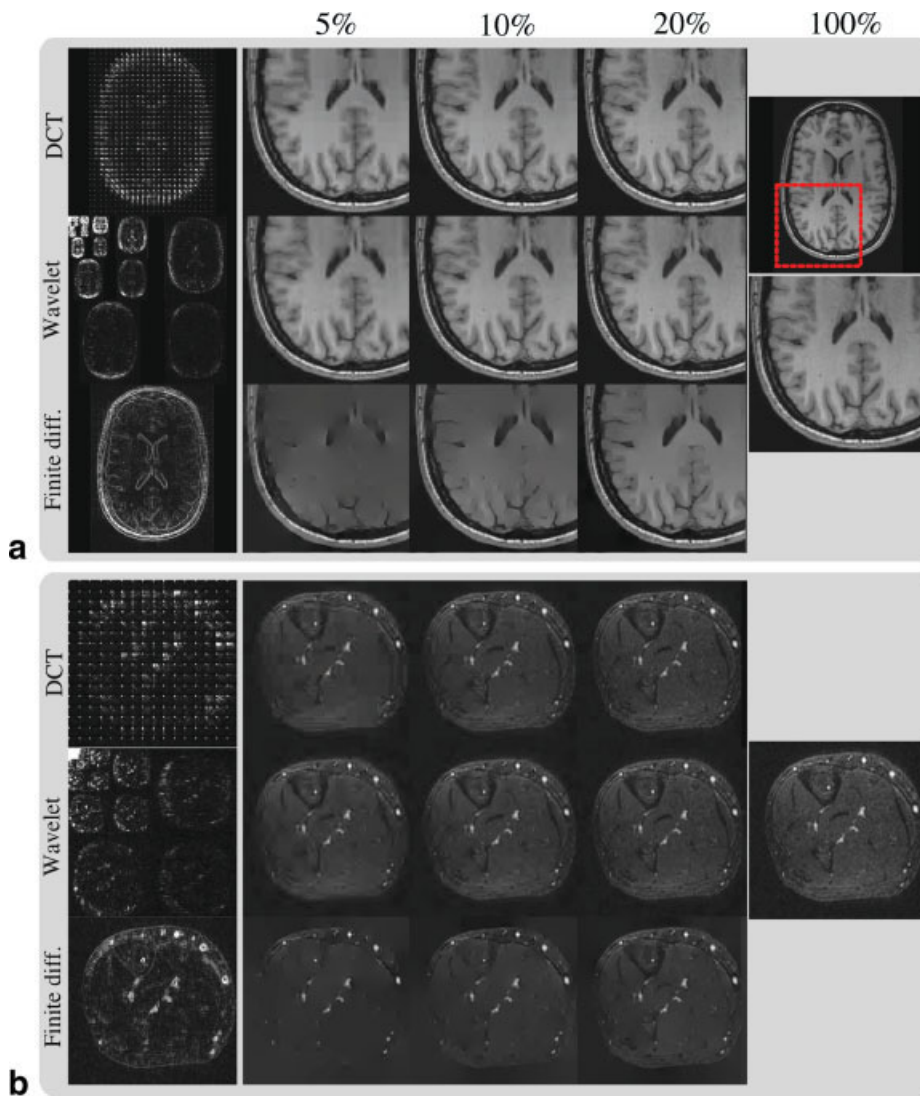 5%
10%
20%
100%
DCT
Wavelet
Finite diff.
a
DCT
Wavelet
Finite diff.
b